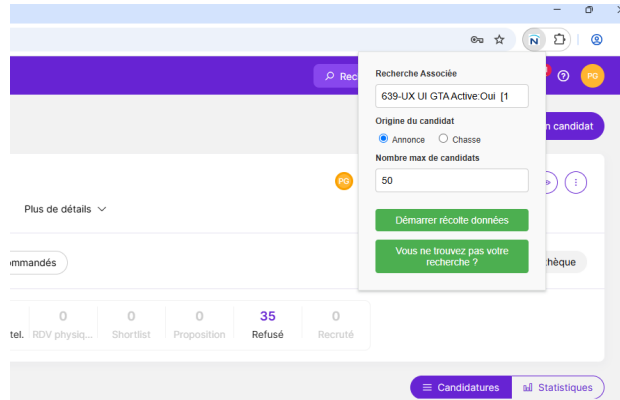 N
Rec
PG
Recherche Associée
639-UX UI GTA Active:Oui [1
Origine du candidat
Annonce
Chasse
Nombre max de candidats
50
Démarrer récolte données
Vous ne trouvez pas votre
recherche ?
n candidat
PG
Plus de détails
ommandés
hèque
0
0
0
35
0
tel.
RDV physiq...
Shortlist
Proposition
Refusé
Recruté
Candidatures
Statistiques